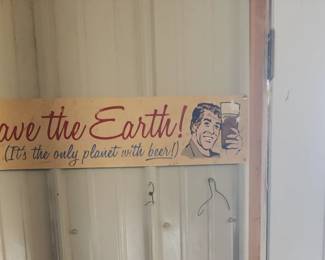 ave the Earth!
(It's the only planet with beer!)